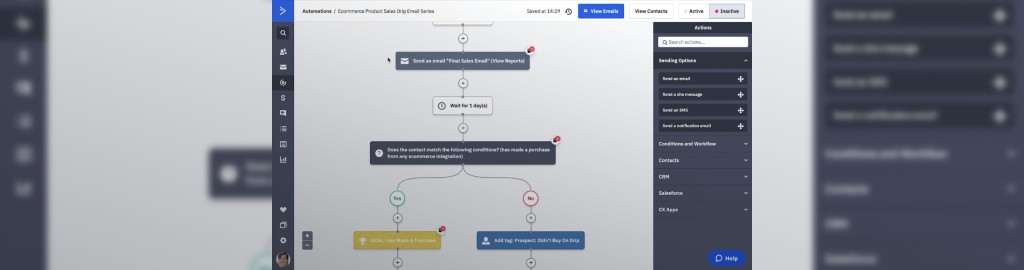 Automations / Ecommerce Product Sales Drip Email Series
Saved at 14:29
View Emails
View Contacts
Active
Inactive
Actions
Search actions...
Sending Options
Send an email
Send a site message
Send an SMS
Send a notification email
Conditions and Workflow
Contacts
CRM
Salesforce
CX Apps
Send an email "Final Sales Email" (View Reports)
Wait for 1 day(s)
Does the contact match the following conditions? (has made a purchase
from any ecommerce integration)
Yes
No
GOAL: Has Made A Purchase
Add tag: Prospect: Didn't Buy On Drip
Help